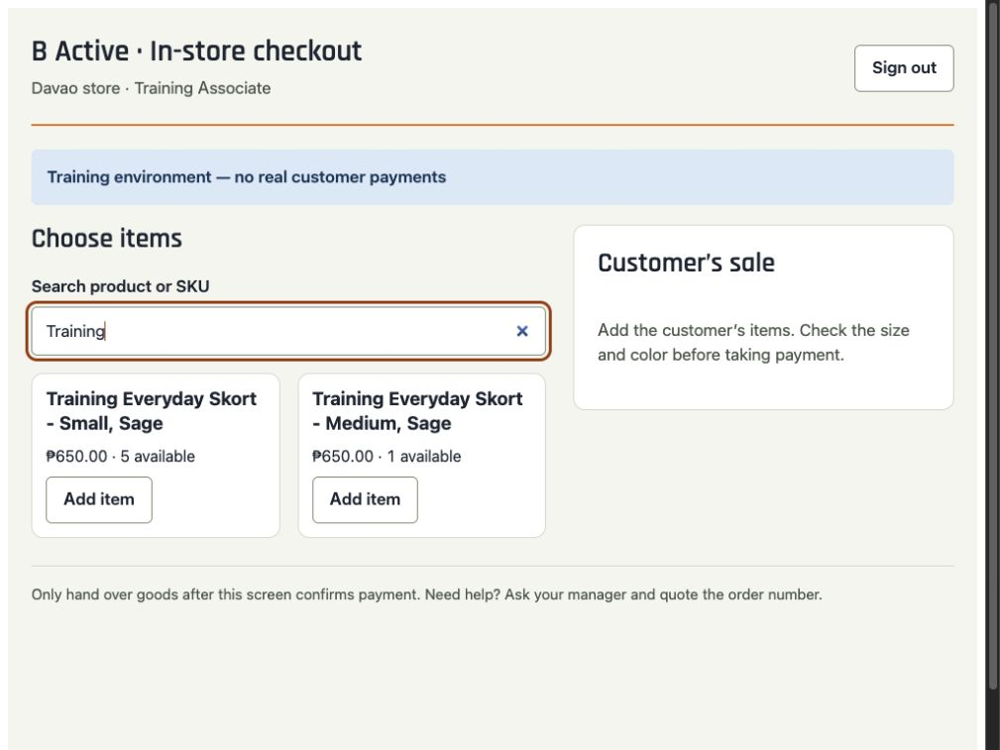 B Active · In-store checkout
Davao store · Training Associate
Sign out
Training environment — no real customer payments
Choose items
Search product or SKU
Training
Training Everyday Skort
- Small, Sage
₱650.00 · 5 available
Add item
Training Everyday Skort
- Medium, Sage
₱650.00 · 1 available
Add item
Customer's sale
Add the customer's items. Check the size
and color before taking payment.
Only hand over goods after this screen confirms payment. Need help? Ask your manager and quote the order number.